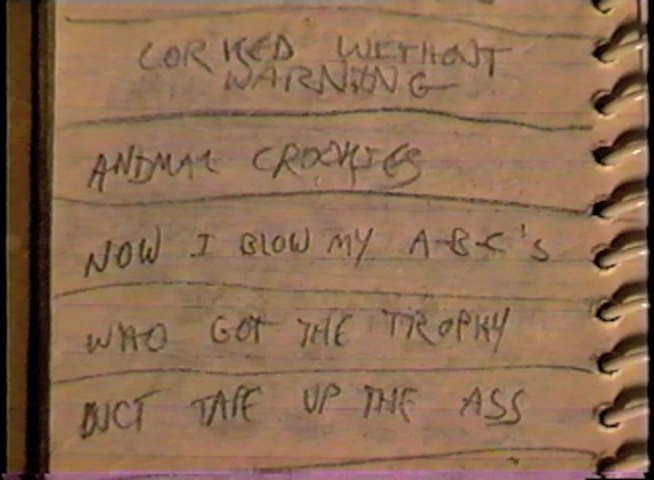 CORKED WITHOUT
WARNING
ANIMAL CROCKIES
NOW I BLOW MY A-B-C'S
WHO GOT THE TROPHY
DUCT TAPE UP THE ASS